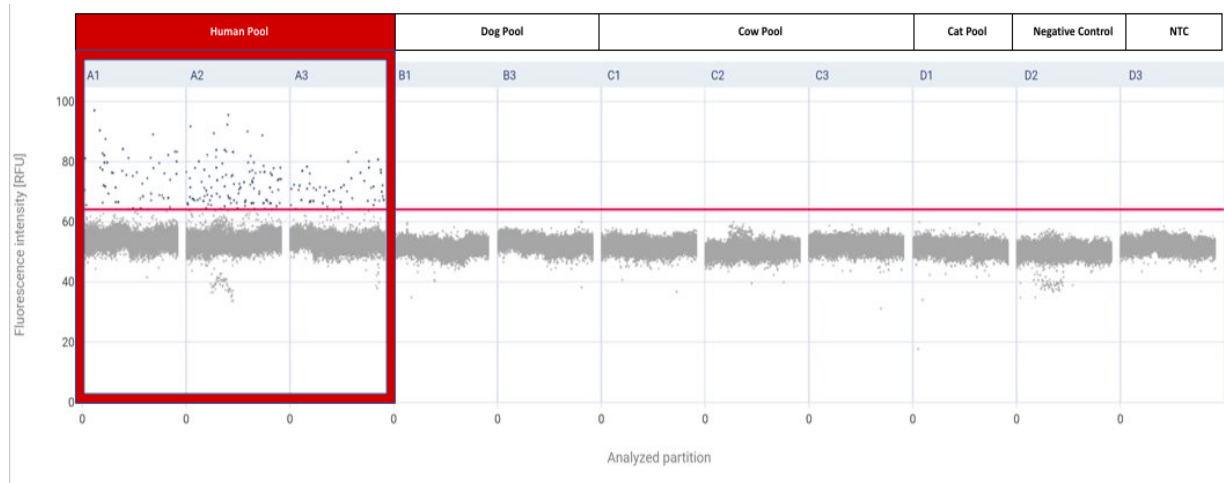 Human Pool Dog Pool Cow Pool Cat Pool Negative Control NTC
A1 A2 A3 B1 B3 C1 C2 C3 D1 D2 D3
Fluorescence intensity [RFU]
100
80
60
40
20
0
0 0 0 0 0 0 0 0 0 0 0
Analyzed partition